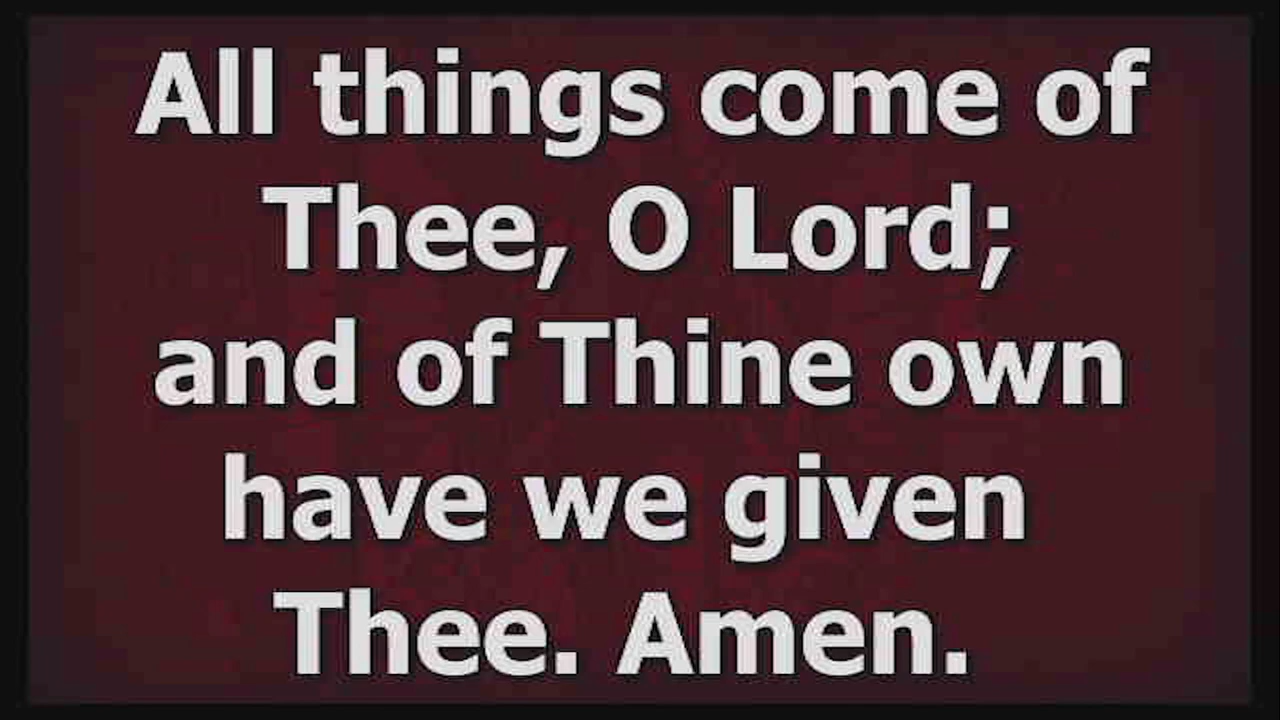 All things come of
Thee, O Lord;
and of Thine own
have we given
Thee. Amen.